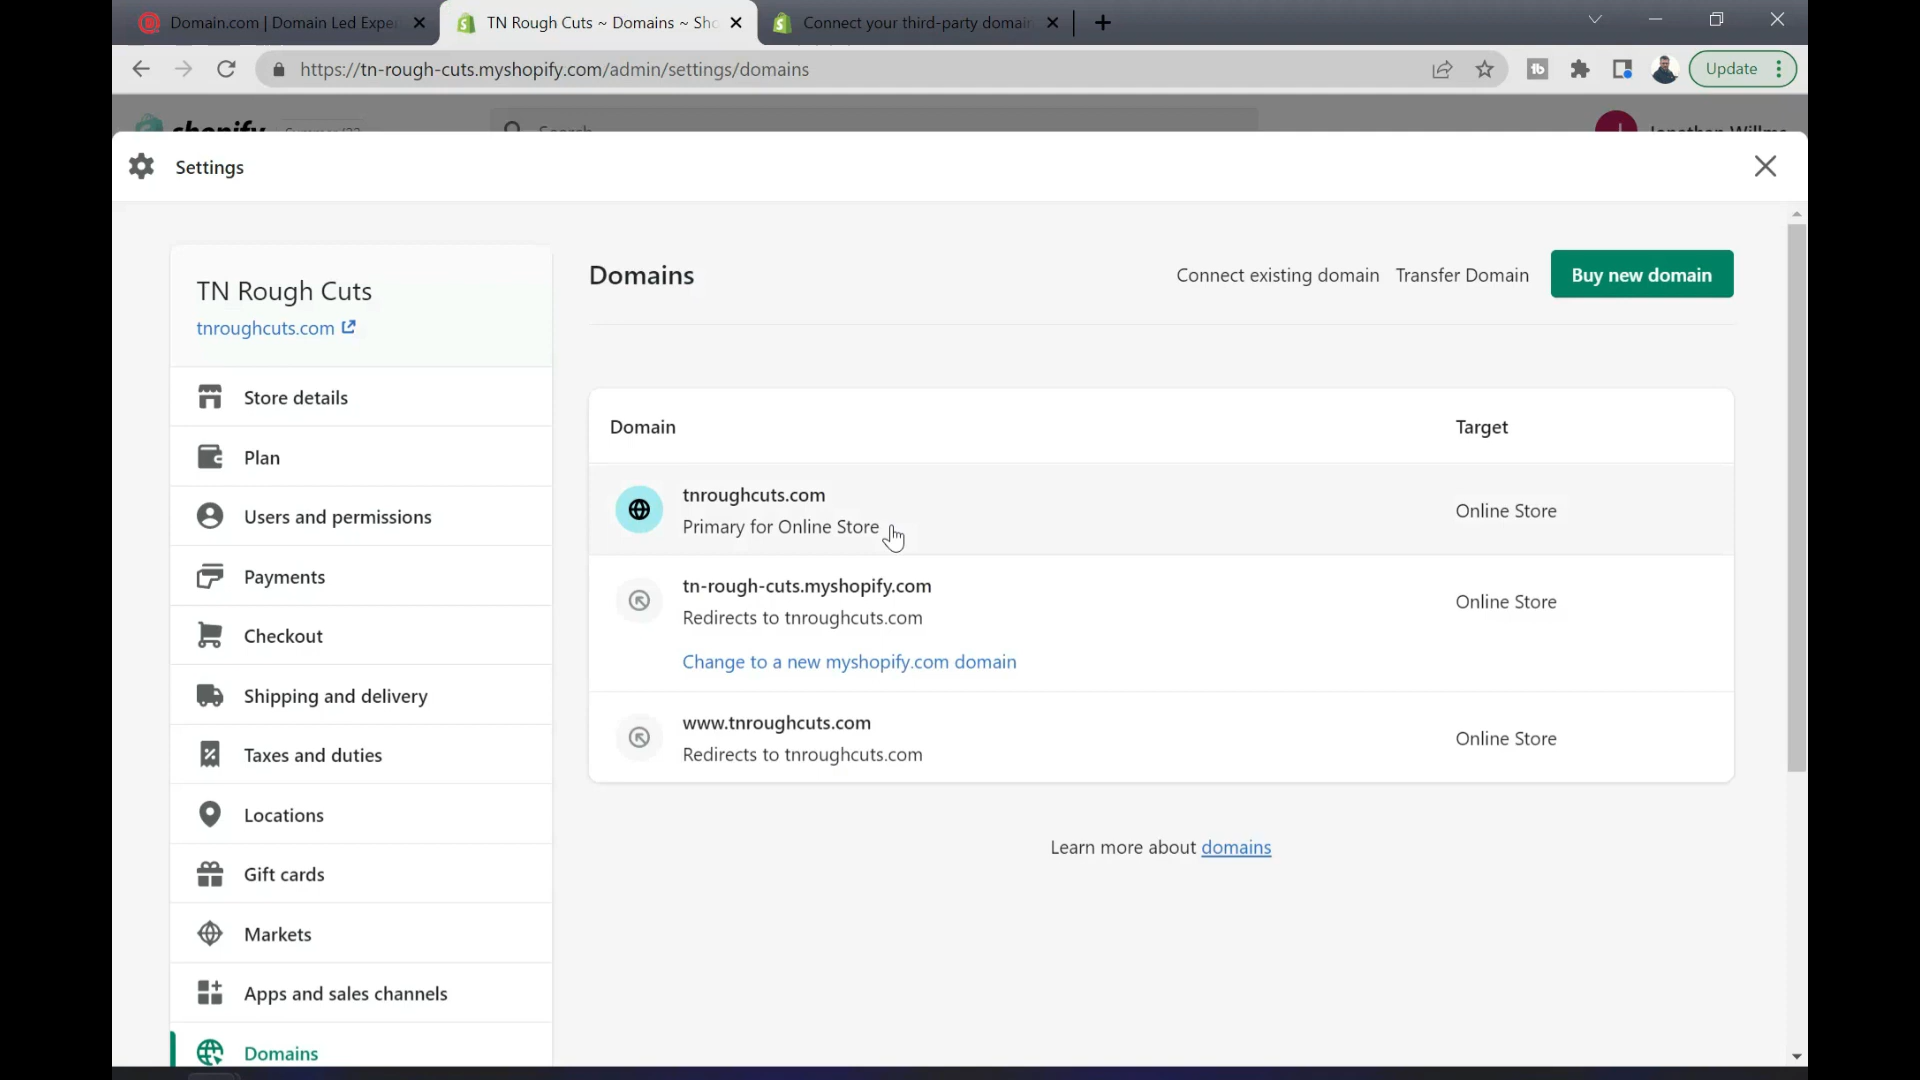 Domain.com | Domain Led Expe
TN Rough Cuts ~ Domains ~ Sho
Connect your third-party domain
https://tn-rough-cuts.myshopify.com/admin/settings/domains
Update
shopify
Search
Settings
TN Rough Cuts
tnroughcuts.com
Store details
Plan
Users and permissions
Payments
Checkout
Shipping and delivery
Taxes and duties
Locations
Gift cards
Markets
Apps and sales channels
Domains
Domains
Connect existing domain
Transfer Domain
Buy new domain
Domain
Target
tnroughcuts.com
Primary for Online Store
Online Store
tn-rough-cuts.myshopify.com
Redirects to tnroughcuts.com
Online Store
Change to a new myshopify.com domain
www.tnroughcuts.com
Redirects to tnroughcuts.com
Online Store
Learn more about domains